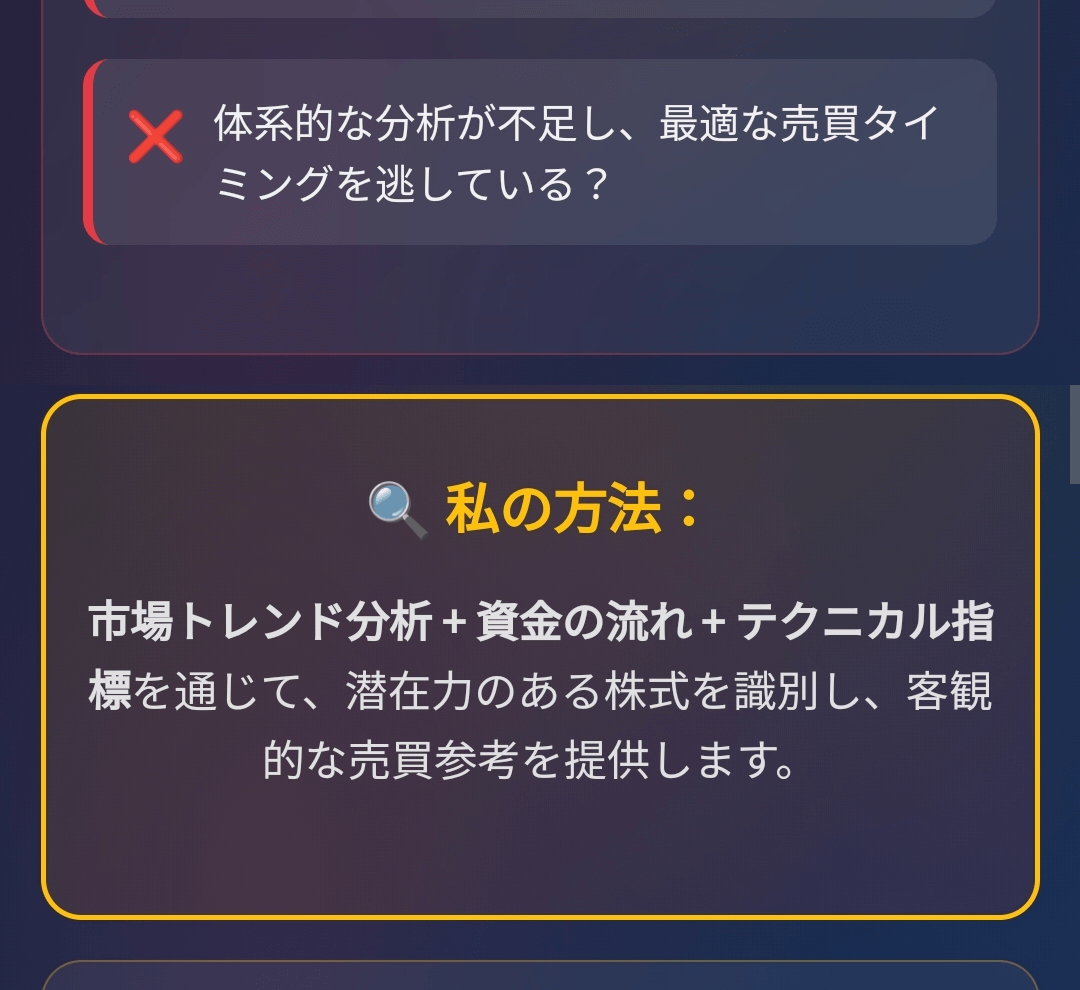 体系的な分析が不足し、最適な売買タイ
ミングを逃している？
私の方法：
市場トレンド分析 + 資金の流れ + テクニカル指
標を通じて、潜在力のある株式を識別し、客観
的な売買参考を提供します。